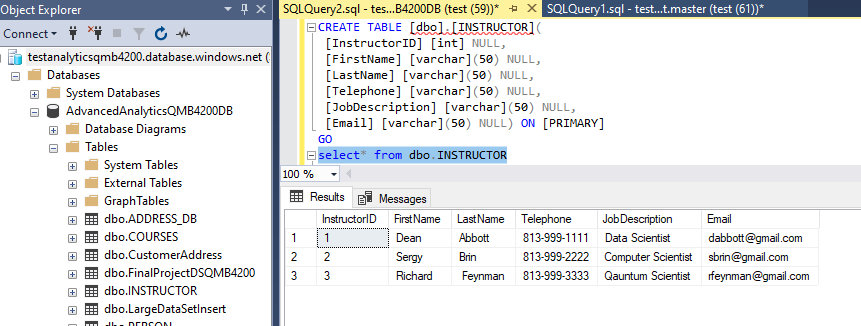 Object Explorer
Connect
testanalyticsqmb4200.database.windows.net (
Databases
System Databases
AdvancedAnalyticsQMB4200DB
Database Diagrams
Tables
System Tables
External Tables
GraphTables
dbo.ADDRESS_DB
dbo.COURSES
dbo.CustomerAddress
dbo.FinalProjectDSQMB4200
dbo.INSTRUCTOR
dbo.LargeDataSetInsert
dbo.PERSON
SQLQuery2.sql - tes...B4200DB (test (59))* SQLQuery1.sql - tes...t.master (test (61))*
CREATE TABLE [dbo].[INSTRUCTOR](
[InstructorID] [int] NULL,
[FirstName] [varchar](50) NULL,
[LastName] [varchar](50) NULL,
[Telephone] [varchar](50) NULL,
[JobDescription] [varchar](50) NULL,
[Email] [varchar](50) NULL) ON [PRIMARY]
GO
select* from dbo.INSTRUCTOR
100 %
Results Messages
InstructorID FirstName LastName Telephone JobDescription Email
1 1 Dean Abbott 813-999-1111 Data Scientist dabbott@gmail.com
2 2 Sergy Brin 813-999-2222 Computer Scientist sbrin@gmail.com
3 3 Richard Feynman 813-999-3333 Qauntum Scientist rfeynman@gmail.com